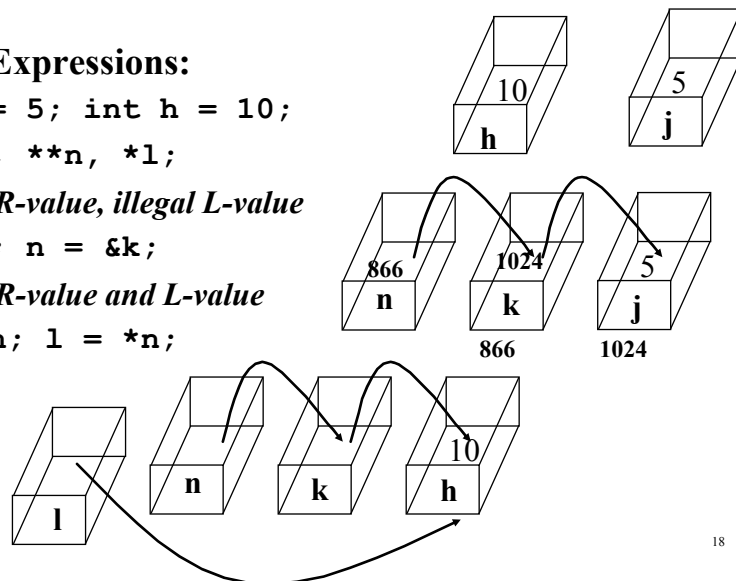 Expressions:
= 5; int h = 10;
**n, *l;
R-value, illegal L-value
n = &k;
R-value and L-value
l = *n;
10
h
5
j
866
n
1024
k
866
5
j
1024
l
n
k
10
h
18